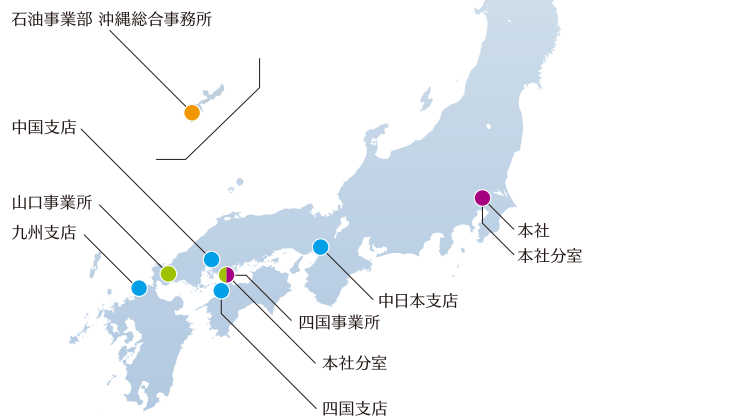 石油事業部 沖縄総合事務所
中国支店
山口事業所
九州支店
本社
本社分室
中日本支店
四国事業所
本社分室
四国支店